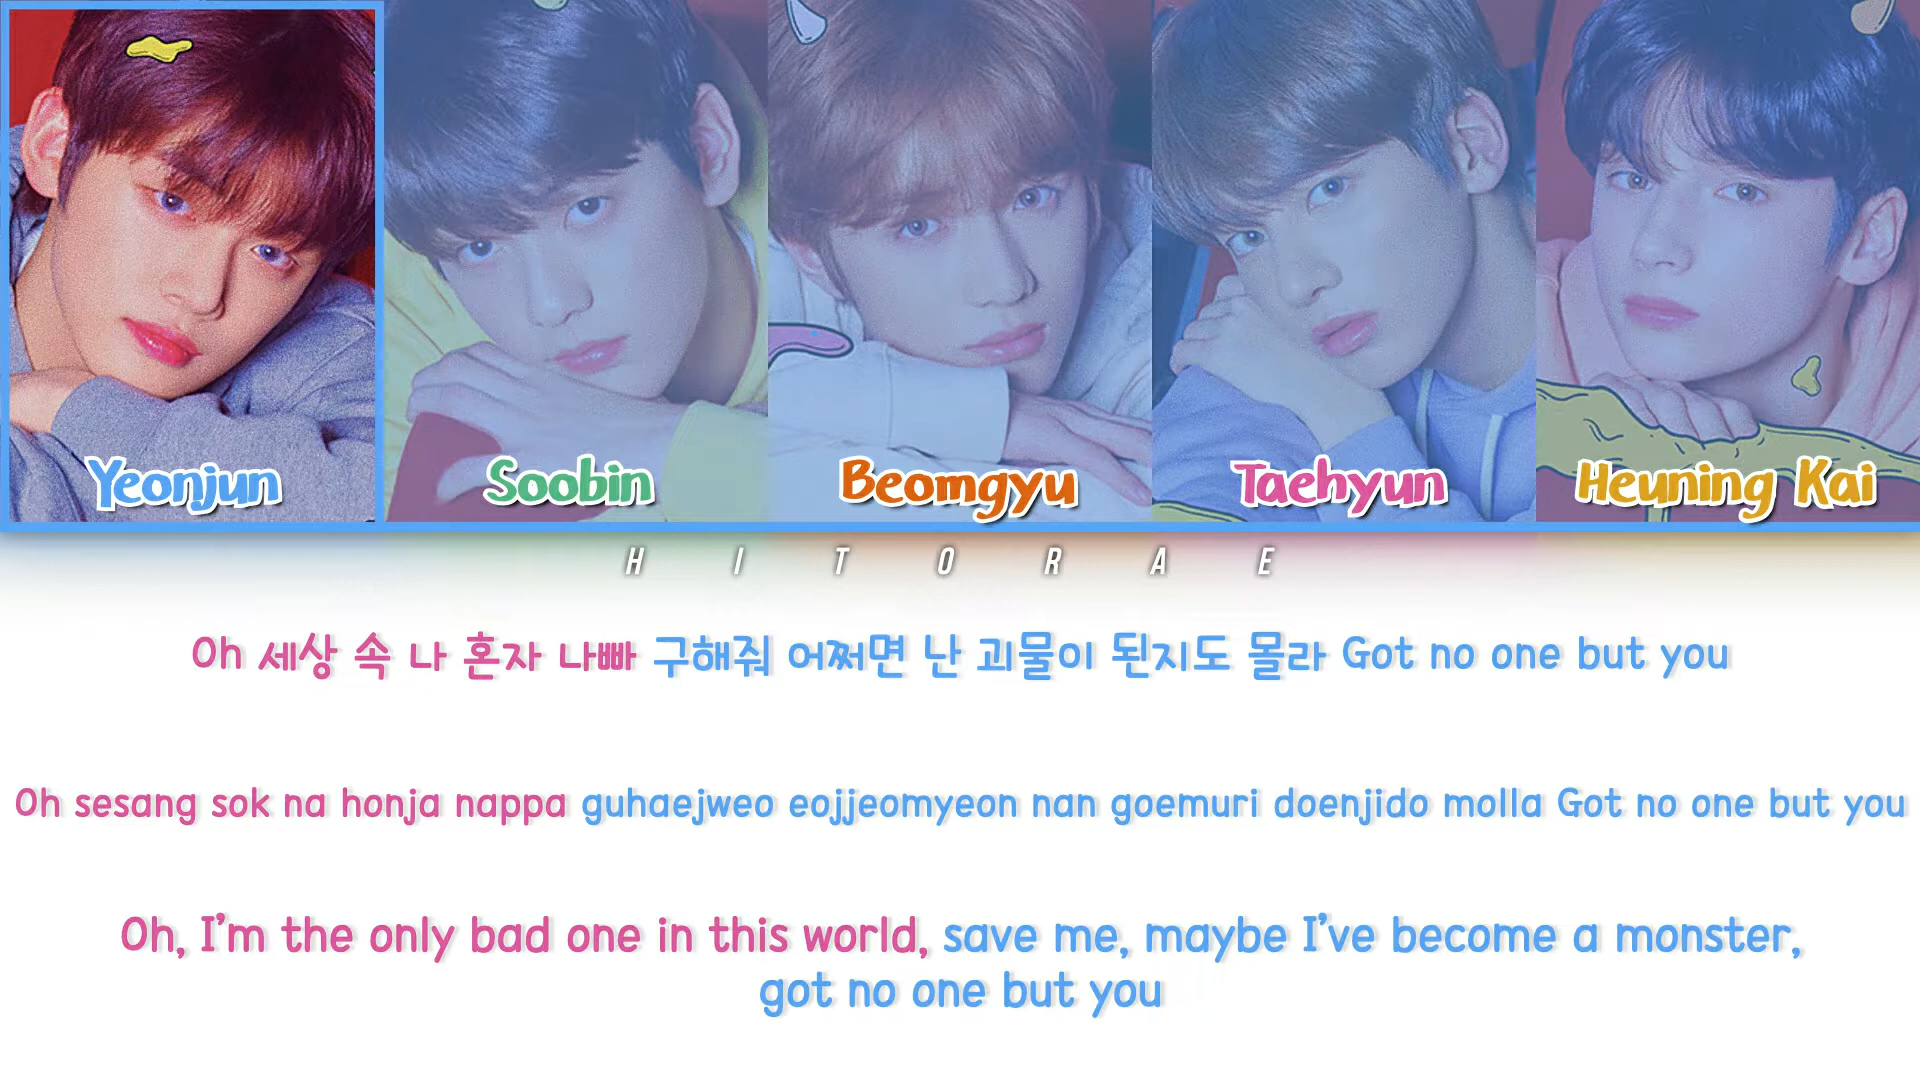 Yeonjun Soobin Beomgyu Taehyun Heuning Kai
HITORAE
Oh 세상 속 나 혼자 나빠 구해줘 어쩌면 난 괴물이 된지도 몰라 Got no one but you
Oh sesang sok na honja nappa guhaejweo eojjeomyeon nan goemuri doenjido molla Got no one but you
Oh, I'm the only bad one in this world, save me, maybe I've become a monster,
got no one but you